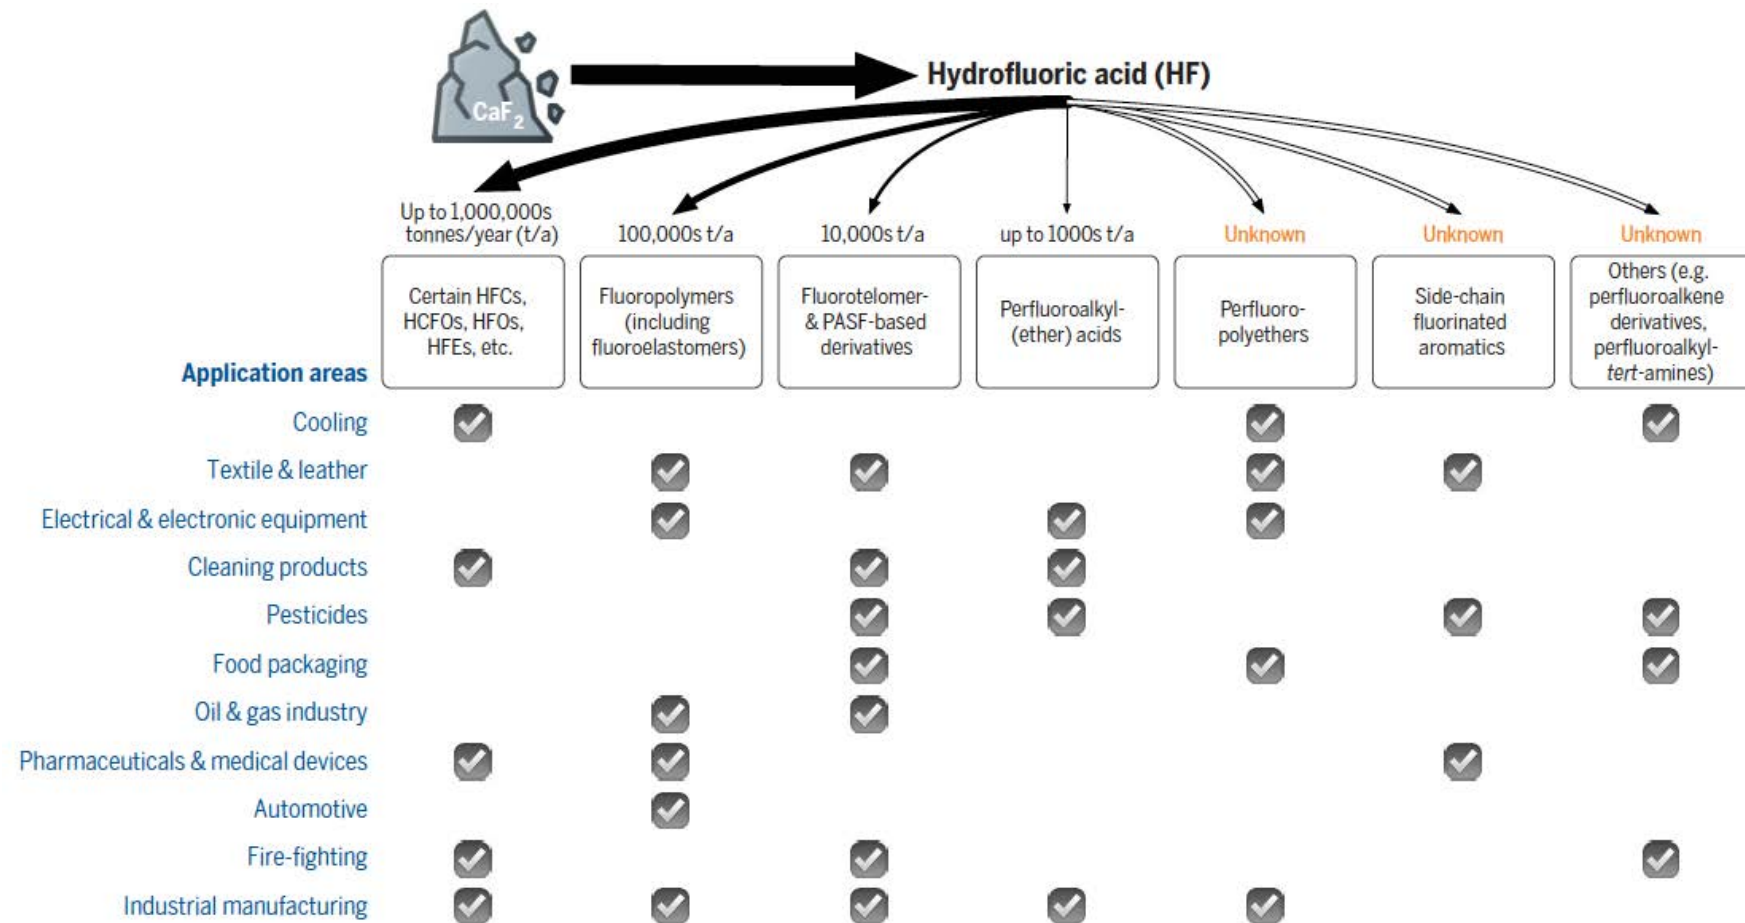 CaF2
Hydrofluoric acid (HF)
Up to 1,000,000s
tonnes/year (t/a)
100,000s t/a
10,000s t/a
up to 1000s t/a
Unknown
Unknown
Unknown
Certain HFCs,
HCFOs, HFOs,
HFEs, etc.
Fluoropolymers
(including
fluoroelastomers)
Fluorotelomer-
& PASF-based
derivatives
Perfluoroalkyl-
(ether) acids
Perfluoro-
polyethers
Side-chain
fluorinated
aromatics
Others (e.g.
perfluoroalkene
derivatives,
perfluoroalkyl-
tert-amines)
Application areas
Cooling
Textile & leather
Electrical & electronic equipment
Cleaning products
Pesticides
Food packaging
Oil & gas industry
Pharmaceuticals & medical devices
Automotive
Fire-fighting
Industrial manufacturing